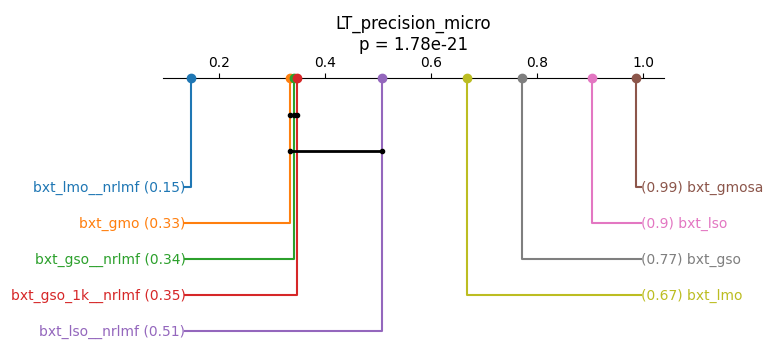 LT_precision_micro
p = 1.78e-21
0.2 0.4 0.6 0.8 1.0
bxt_lmo__nrlmf (0.15) (0.99) bxt_gmosa
bxt_gmo (0.33) (0.9) bxt_lso
bxt_gso__nrlmf (0.34) (0.77) bxt_gso
bxt_gso_1k__nrlmf (0.35) (0.67) bxt_lmo
bxt_lso__nrlmf (0.51)